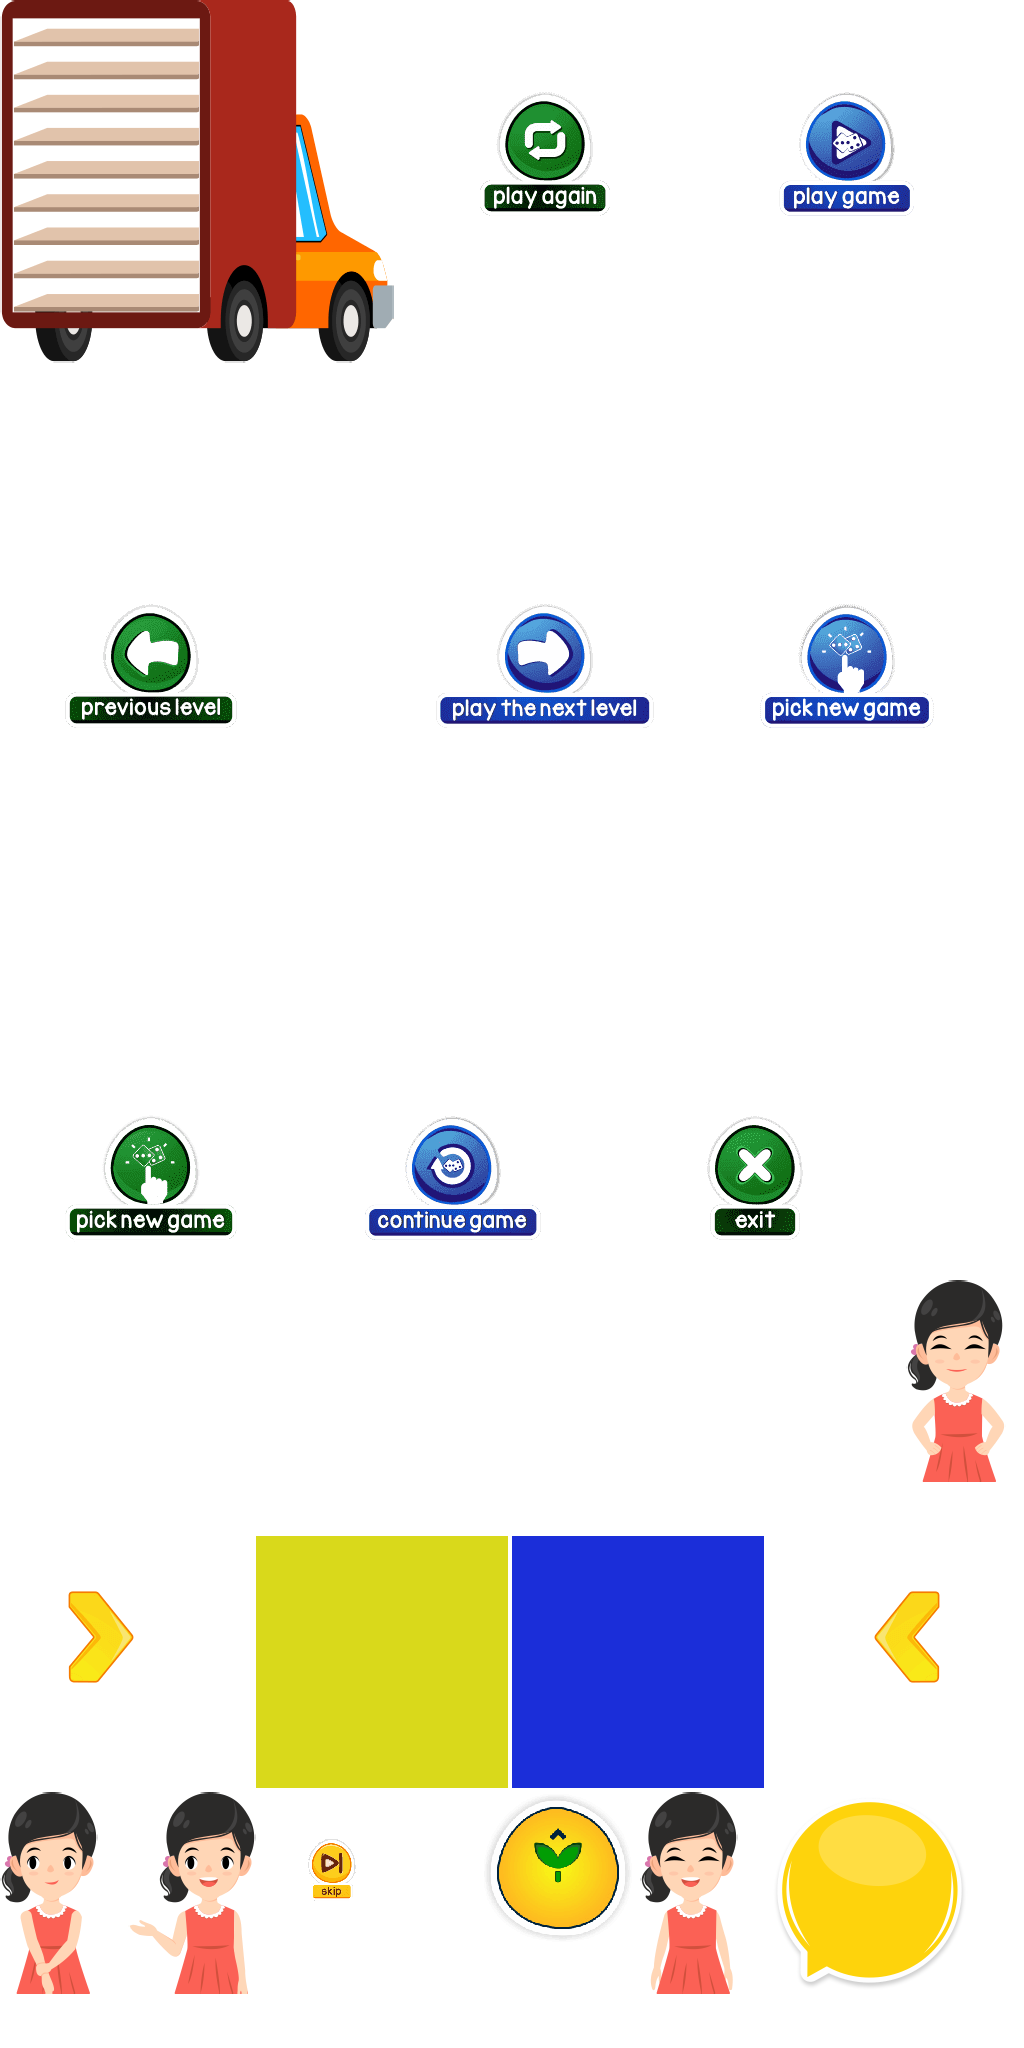 play again
play game
previous level
play the next level
pick new game
pick new game
continue game
exit
skip